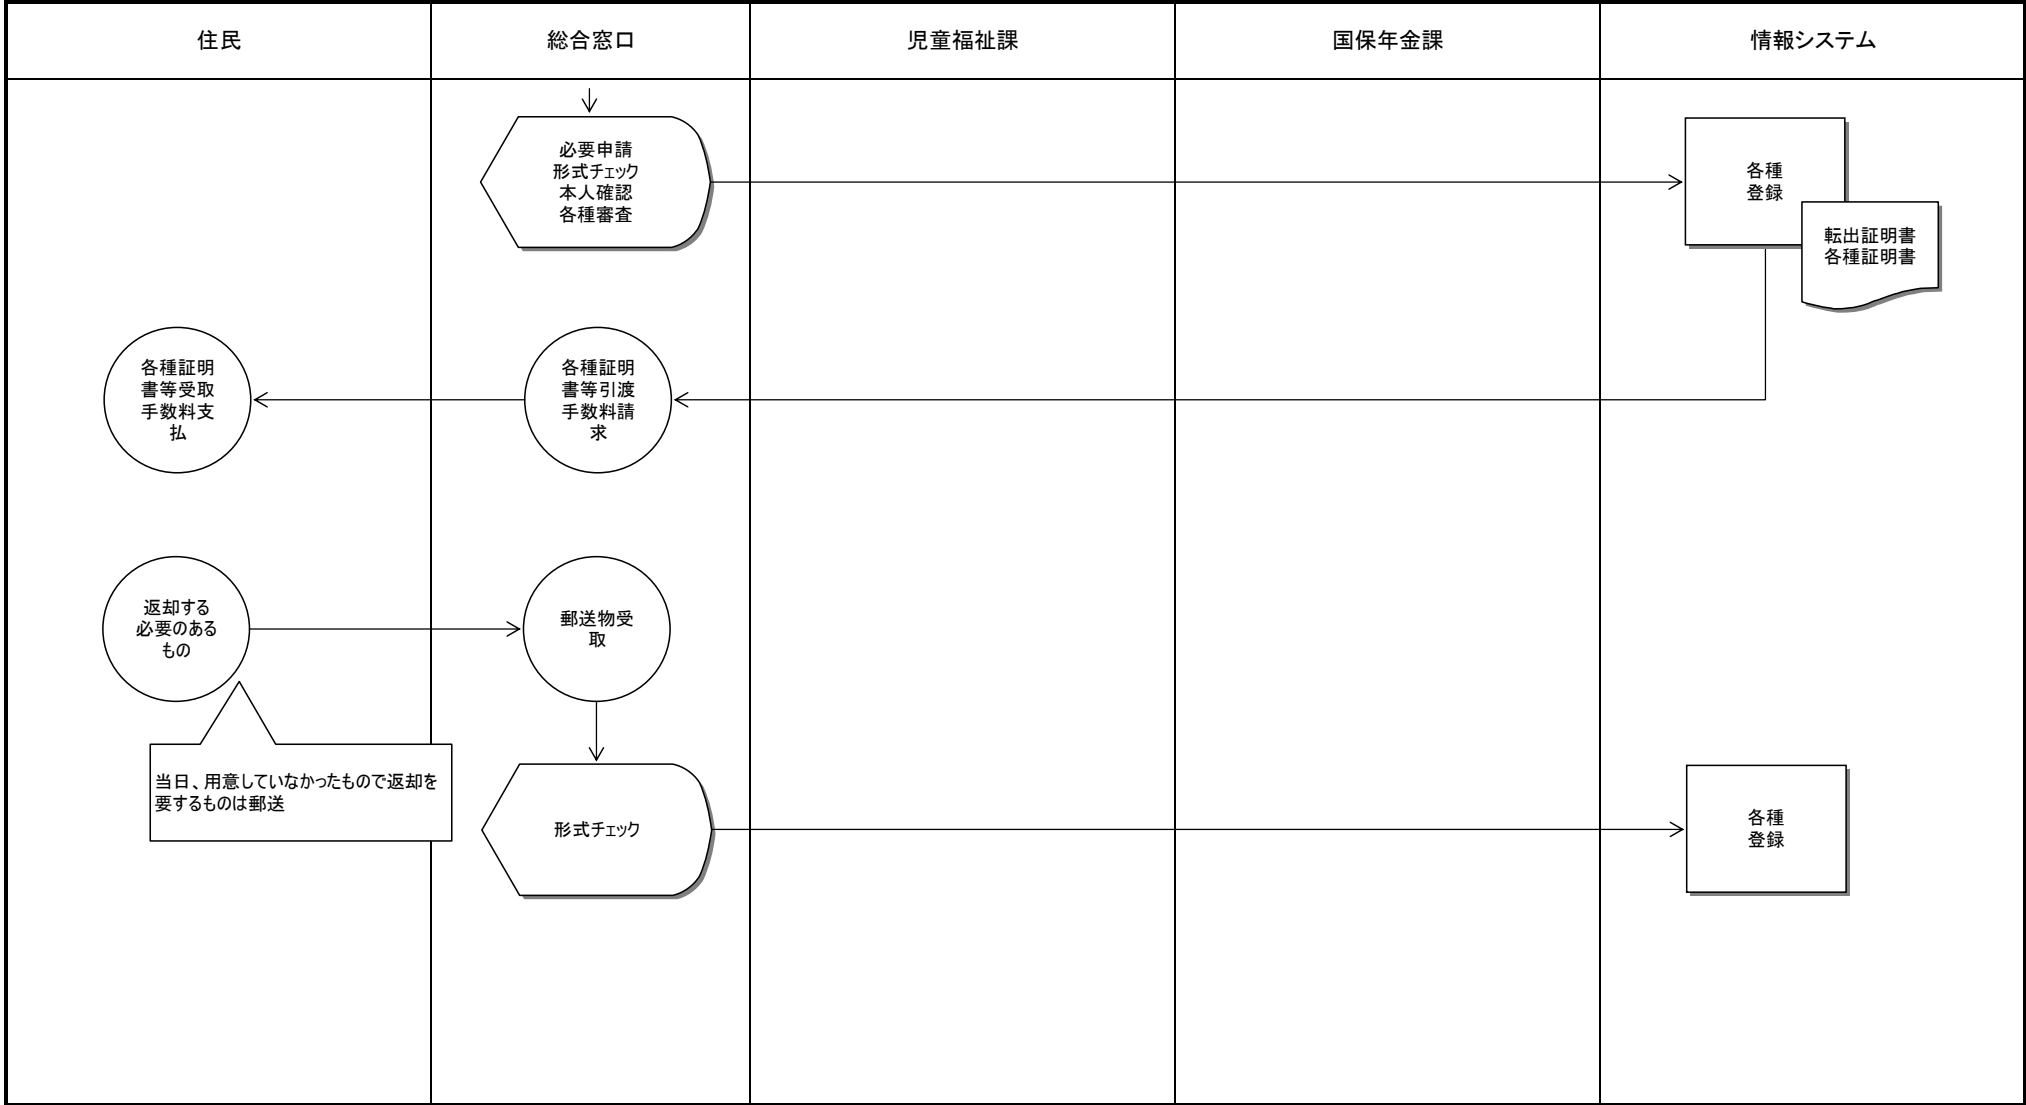 住民
総合窓口
児童福祉課
国保年金課
情報システム
必要申請
形式チェック
本人確認
各種審査
各種
登録
転出証明書
各種証明書
各種証明
書等受取
手数料支
払
各種証明
書等引渡
手数料請
求
返却する
必要のある
もの
郵送物受
取
当日、用意していなかったもので返却を
要するものは郵送
形式チェック
各種
登録